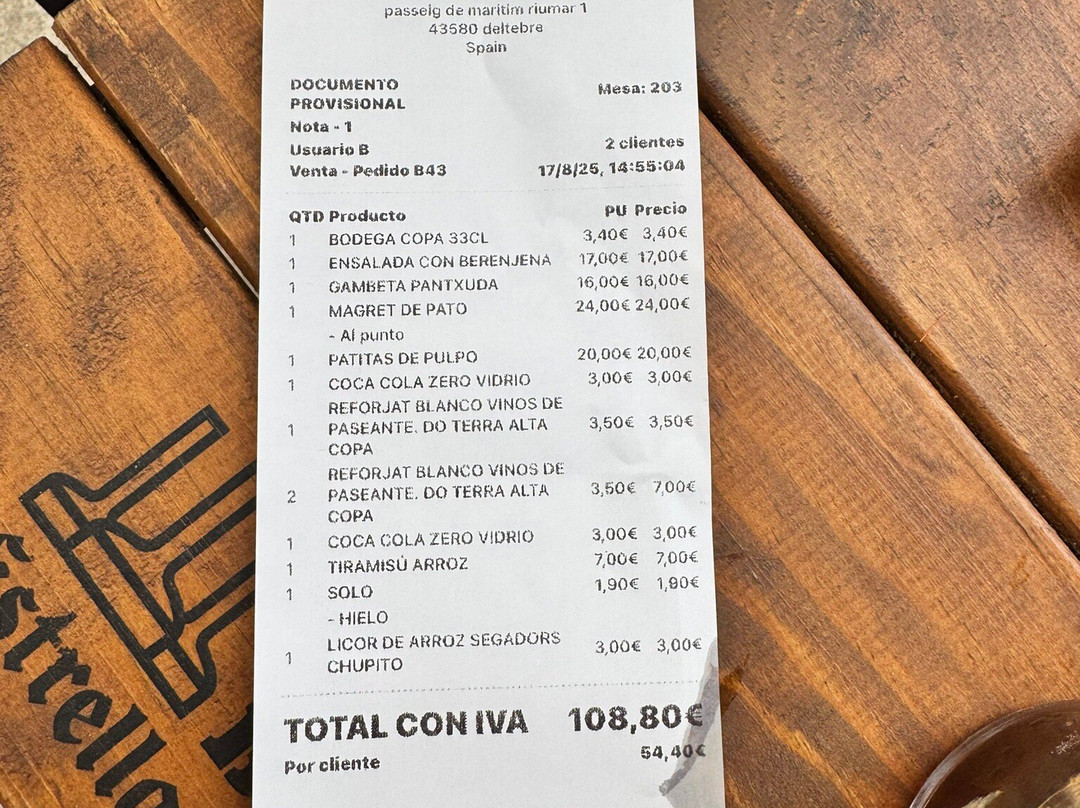 passeig de maritim riumar 1
43580 deltebre
Spain
DOCUMENTO PROVISIONAL
Mesa: 203
Nota - 1
Usuario B
2 clientes
Venta - Pedido B43
17/8/25, 14:55:04
QTD Producto PU Precio
1 BODEGA COPA 33CL 3,40€ 3,40€
1 ENSALADA CON BERENJENA 17,00€ 17,00€
1 GAMBETA PANTXUDA 16,00€ 16,00€
1 MAGRET DE PATO 24,00€ 24,00€
- Al punto
1 PATITAS DE PULPO 20,00€ 20,00€
1 COCA COLA ZERO VIDRIO 3,00€ 3,00€
REFORJAT BLANCO VINOS DE
1 PASEANTE. DO TERRA ALTA 3,50€ 3,50€
COPA
REFORJAT BLANCO VINOS DE
2 PASEANTE. DO TERRA ALTA 3,50€ 7,00€
COPA
1 COCA COLA ZERO VIDRIO 3,00€ 3,00€
1 TIRAMISÚ ARROZ 7,00€ 7,00€
1 SOLO 1,90€ 1,90€
- HIELO
LICOR DE ARROZ SEGADORS
1 CHUPITO 3,00€ 3,00€
TOTAL CON IVA 108,80€
Por cliente 54,40€
Estrella